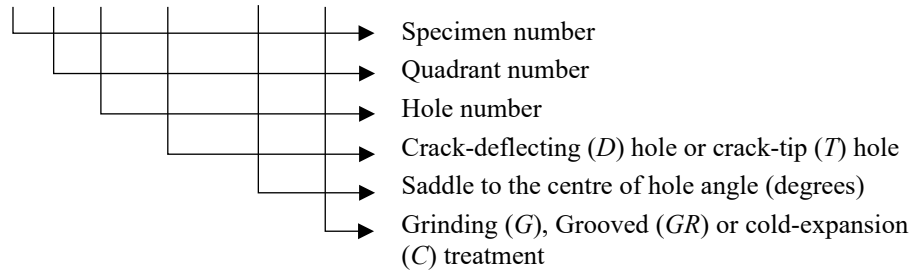 Specimen number
Quadrant number
Hole number
Crack-deflecting (D) hole or crack-tip (T) hole
Saddle to the centre of hole angle (degrees)
Grinding (G), Grooved (GR) or cold-expansion
(C) treatment